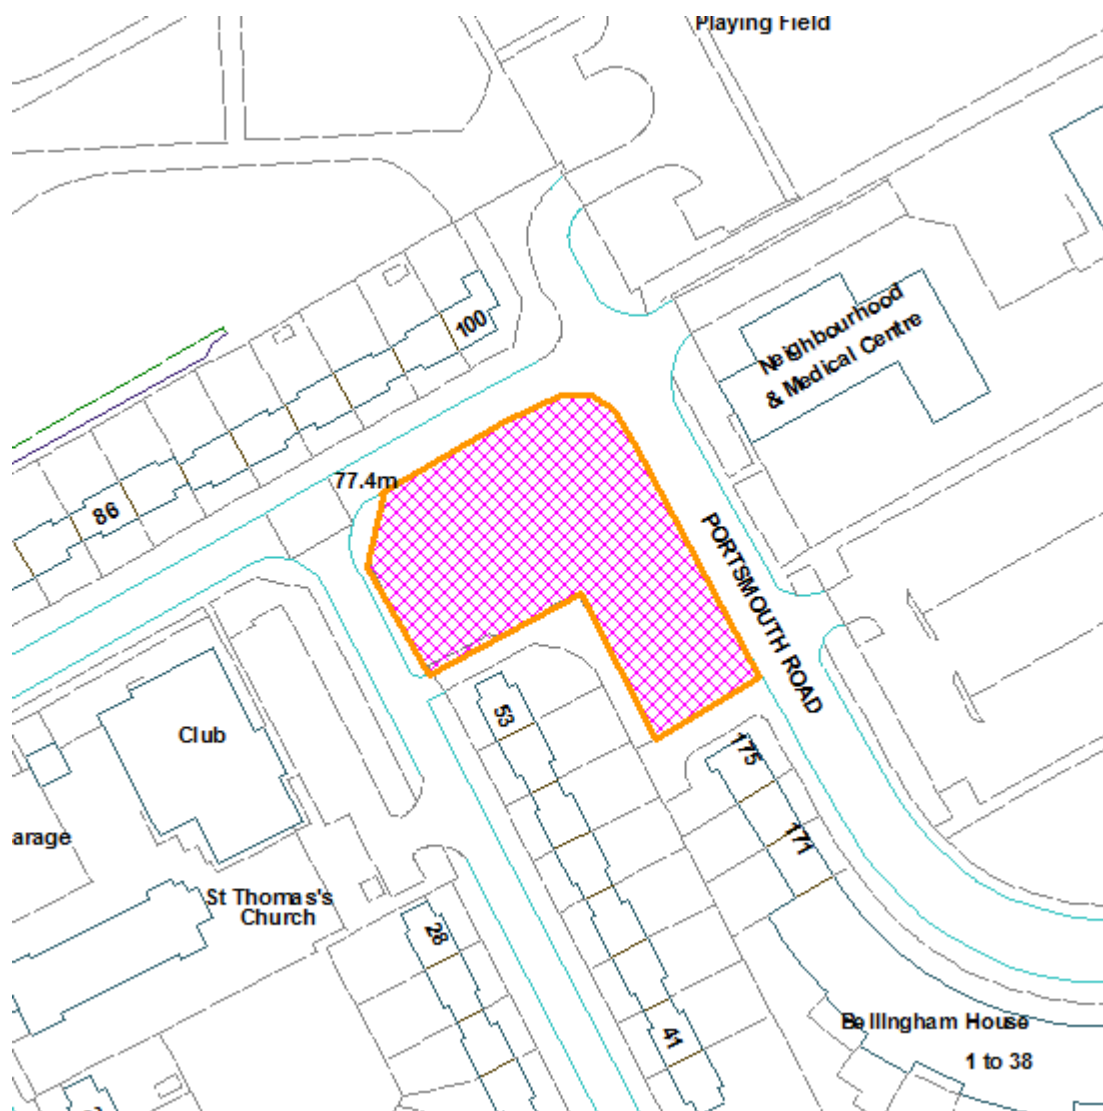 Playing Field
100
Neighbourhood
& Medical Centre
77.4m
86
PORTSMOUTH ROAD
53
Club
175
171
arage
St Thomas's
Church
28
41
Bellingham House
1 to 38